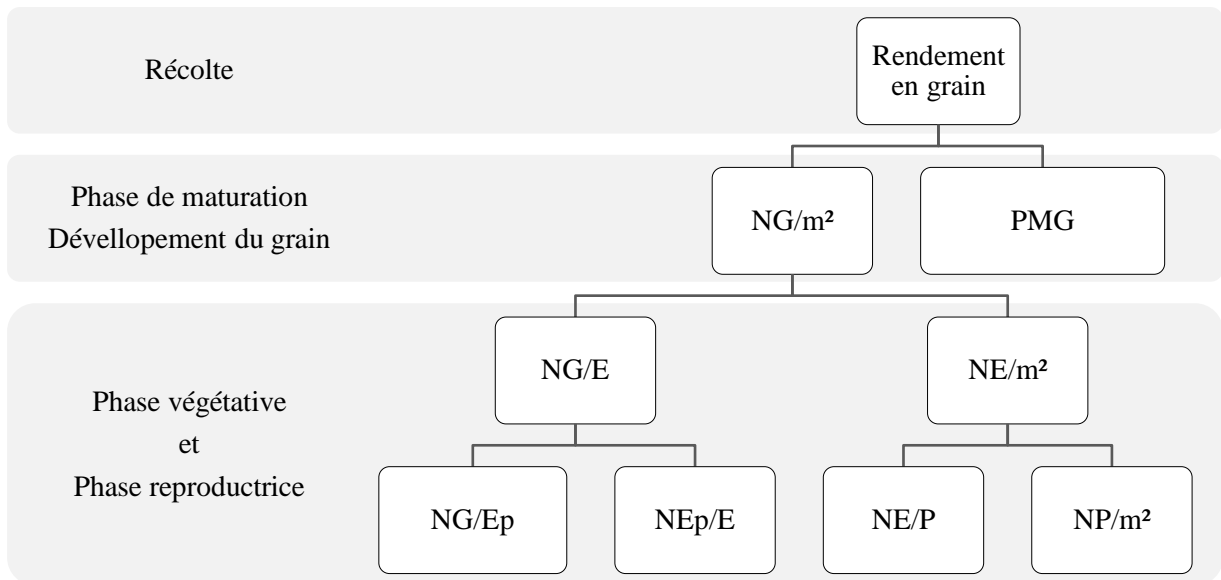 Récolte
Rendement
en grain
Phase de maturation
Dévellopement du grain
NG/m²
PMG
Phase végétative
et
Phase reproductrice
NG/E
NE/m²
NG/Ep
NEp/E
NE/P
NP/m²